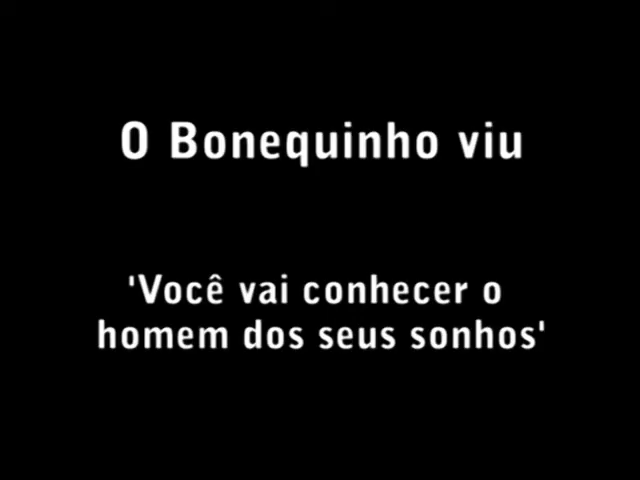 O Bonequinho viu
'Você vai conhecer o
homem dos seus sonhos'